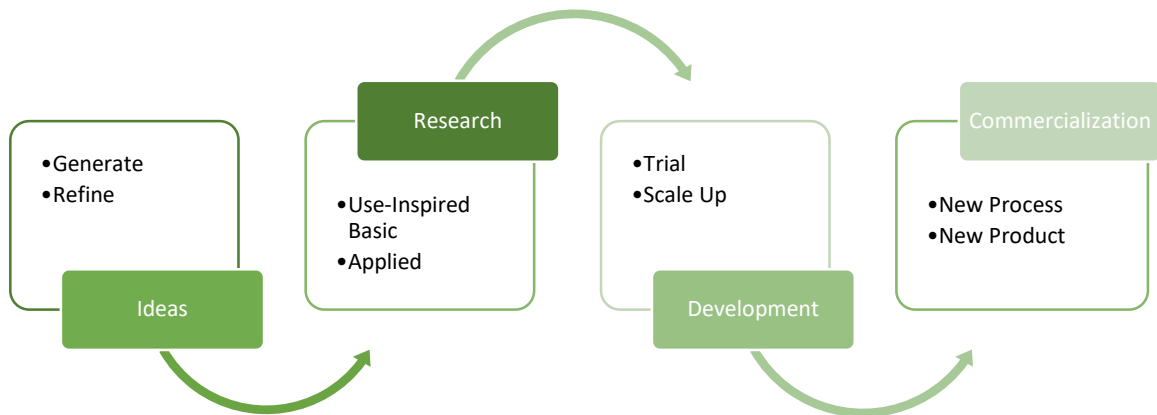 •Generate
•Refine
Ideas
Research
•Use-Inspired
Basic
•Applied
•Trial
•Scale Up
Development
Commercialization
•New Process
•New Product